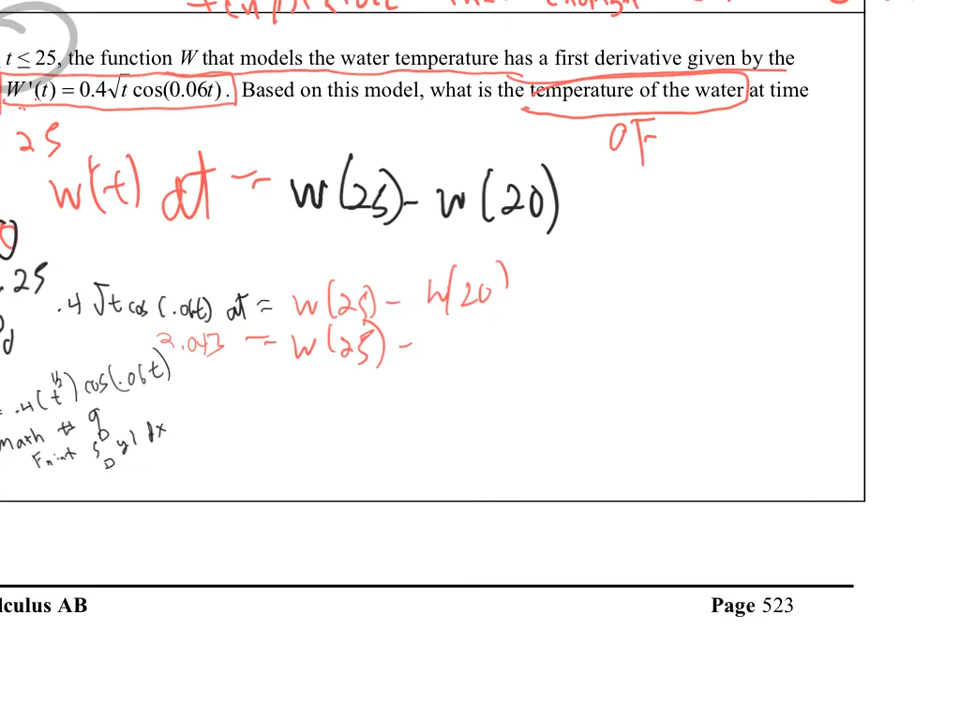 t ≤ 25, the function W that models the water temperature has a first derivative given by the
W'(t) = 0.4√t cos(0.06t). Based on this model, what is the temperature of the water at time
°F
25
W'(t) dt = W(25) - W(20)
25
.4 √t cos(.06t) dt = W(25) - W(20)
2.043 = W(25) -
= .4(t^½) cos(.06t)
math # 9
Fnint ∫ y1 dx
lculus AB
Page 523